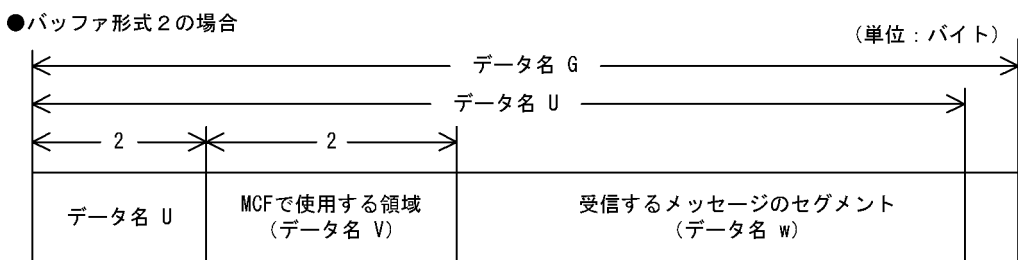 ●バッファ形式２の場合
（単位：バイト）
データ名 G
データ名 U
2
2
データ名 U
MCFで使用する領域
（データ名 V）
受信するメッセージのセグメント
（データ名 w）